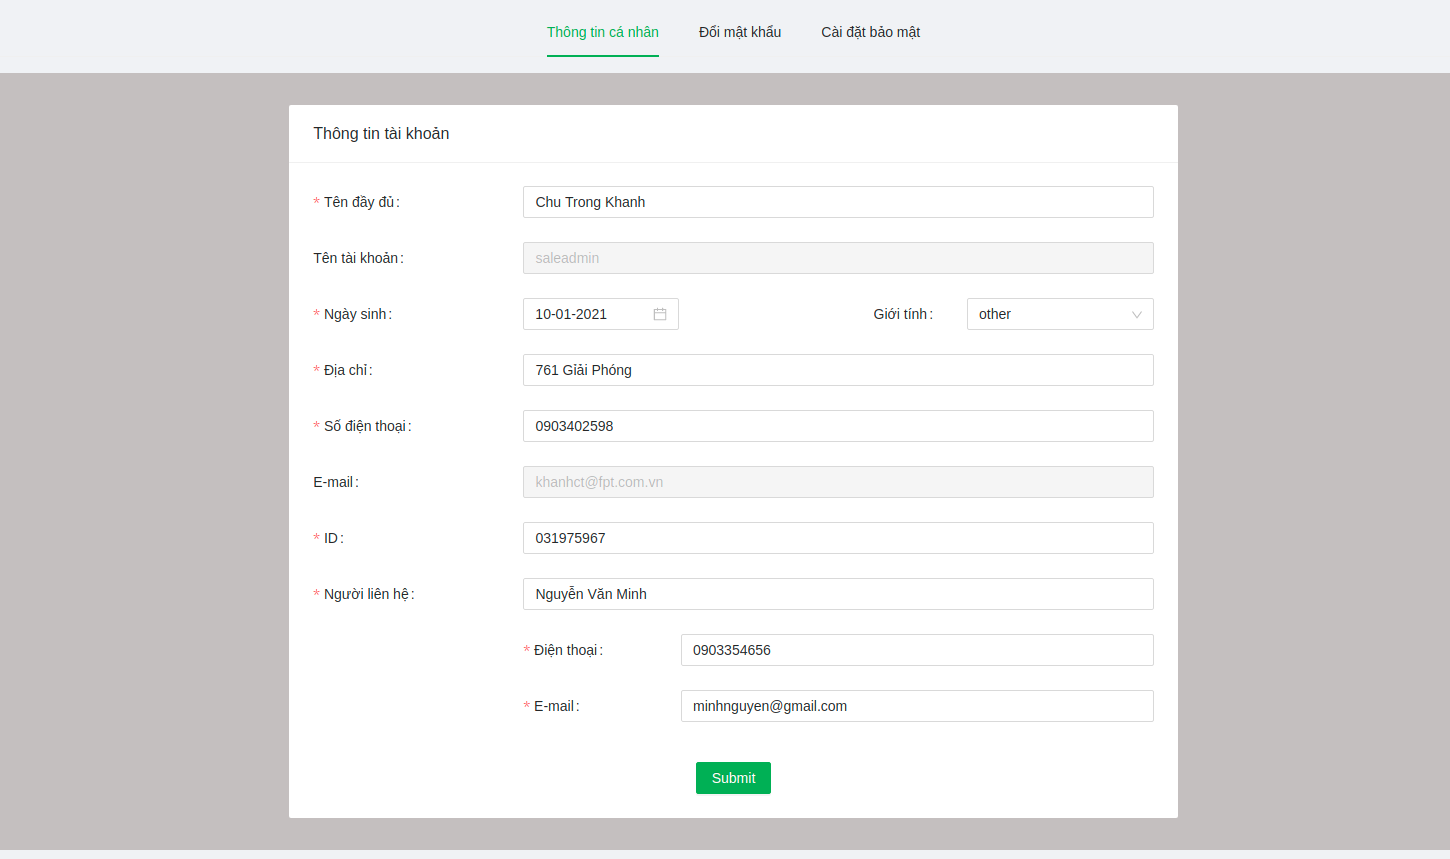 Thông tin cá nhân Đổi mật khẩu Cài đặt bảo mật
Thông tin tài khoản
* Tên đầy đủ: Chu Trong Khanh
Tên tài khoản: saleadmin
* Ngày sinh: 10-01-2021 Giới tính: other
* Địa chỉ: 761 Giải Phóng
* Số điện thoại: 0903402598
E-mail: khanhct@fpt.com.vn
* ID: 031975967
* Người liên hệ: Nguyễn Văn Minh
* Điện thoại: 0903354656
* E-mail: minhnguyen@gmail.com
Submit